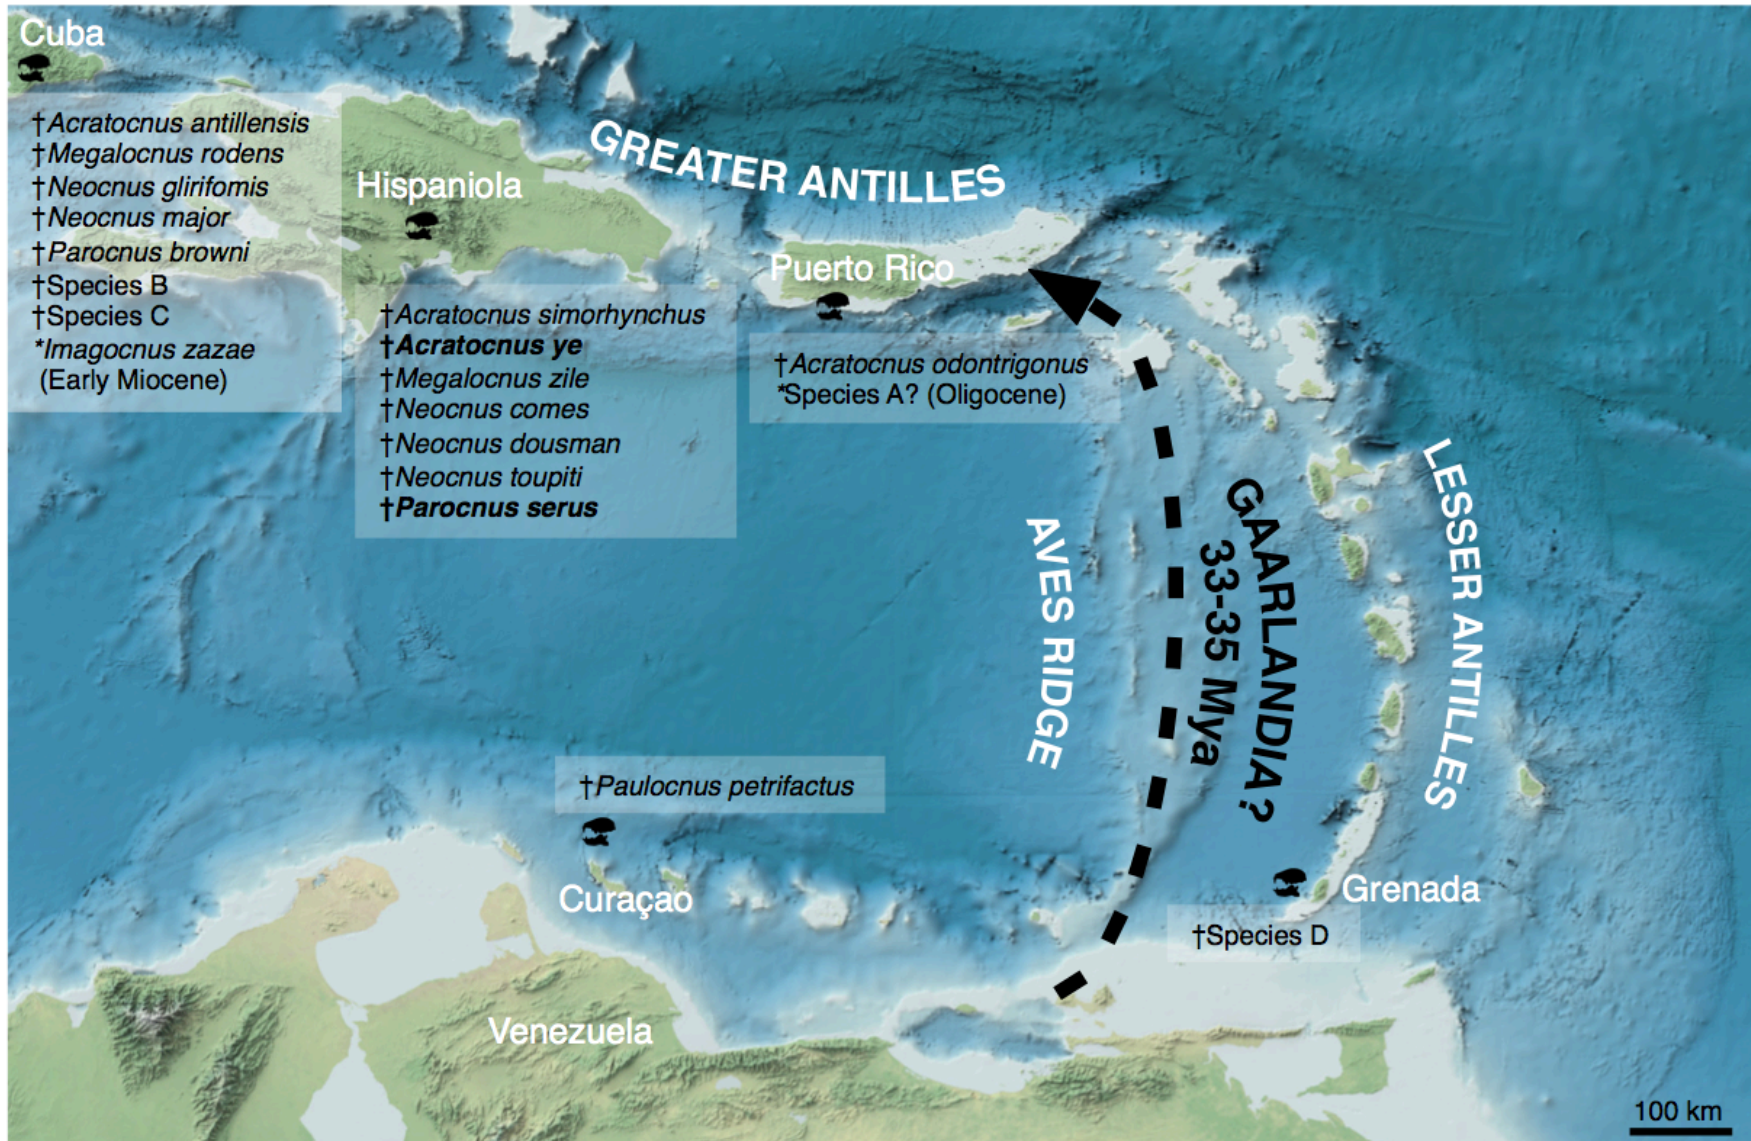 Cuba
†Acratocnus antillensis
†Megalocnus rodens
†Neocnus glirifomis
†Neocnus major
†Parocnus browni
†Species B
†Species C
*Imagocnus zazae
(Early Miocene)
Hispaniola
†Acratocnus simorhynchus
†Acratocnus ye
†Megalocnus zile
†Neocnus comes
†Neocnus dousman
†Neocnus toupiti
†Parocnus serus
GREATER ANTILLES
Puerto Rico
†Acratocnus odontrigonus
*Species A? (Oligocene)
AVES RIDGE
GAARLANDIA?
33-35 Mya
LESSER ANTILLES
†Paulocnus petrifactus
Curaçao
Grenada
†Species D
Venezuela
100 km